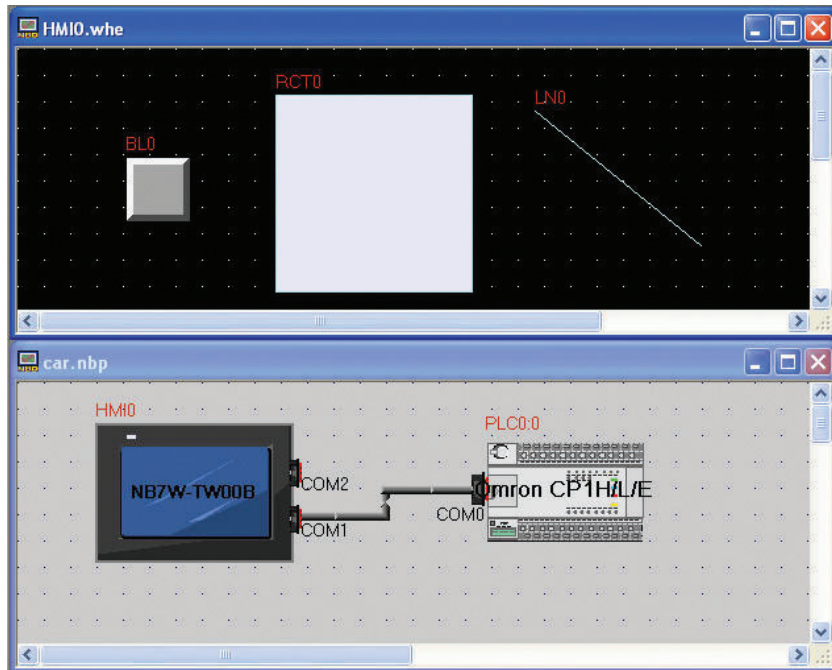 HMI0.whe
RCT0
LN0
BL0
car.nbp
HMI0
PLC0:0
NB7W-TW00B
COM2
Omron CP1H/L/E
COM0
COM1